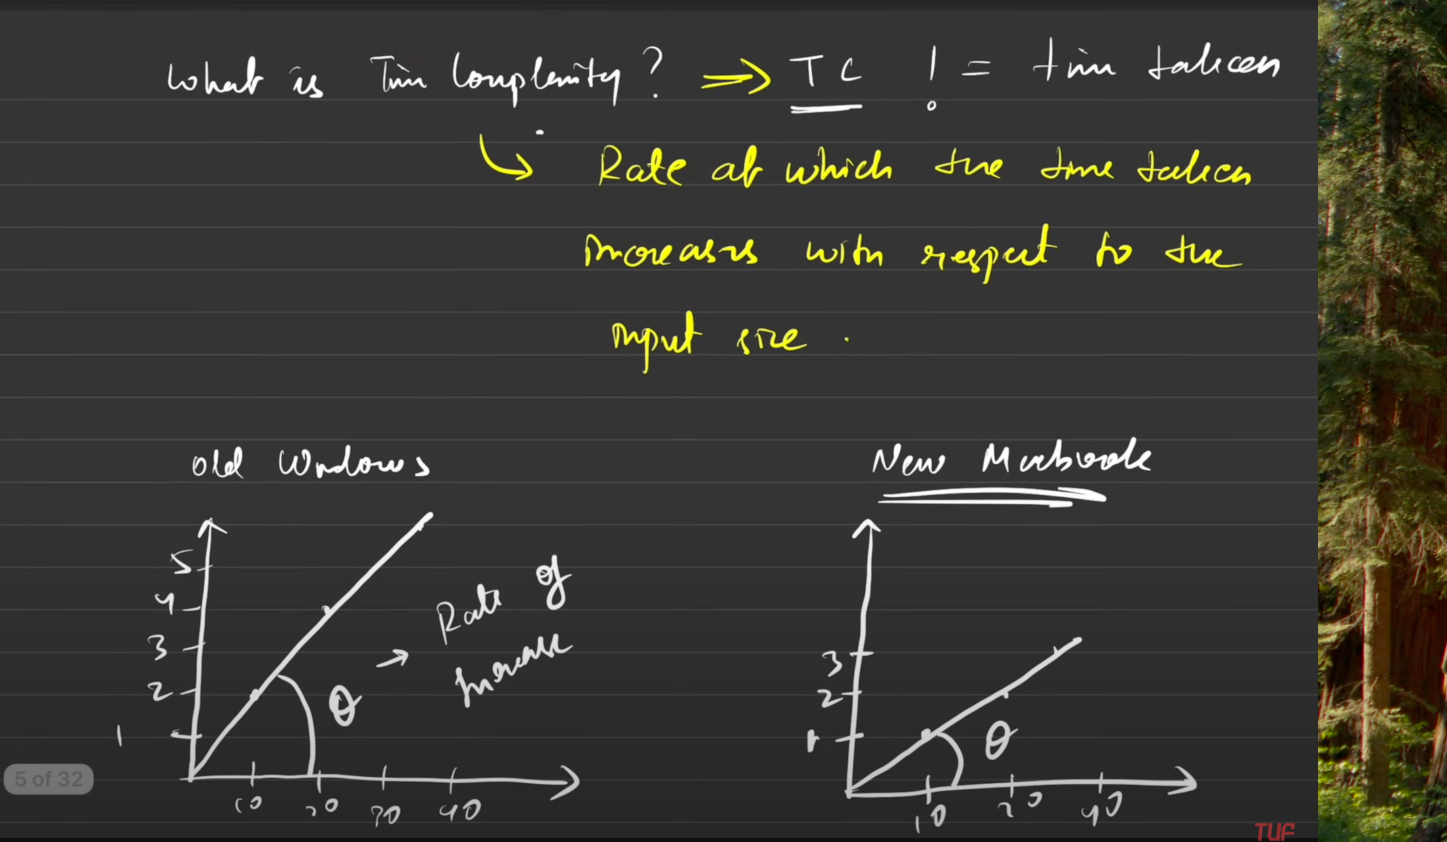 What is Time Complexity? => TC != time taken
Rate at which the time taken
increases with respect to the
input size.
Old Windows
New Macbook
5
4
3
2
1
10 20 30 40
θ → Rate of
increase
3
2
1
10 20 40
θ
5 of 32
TUF